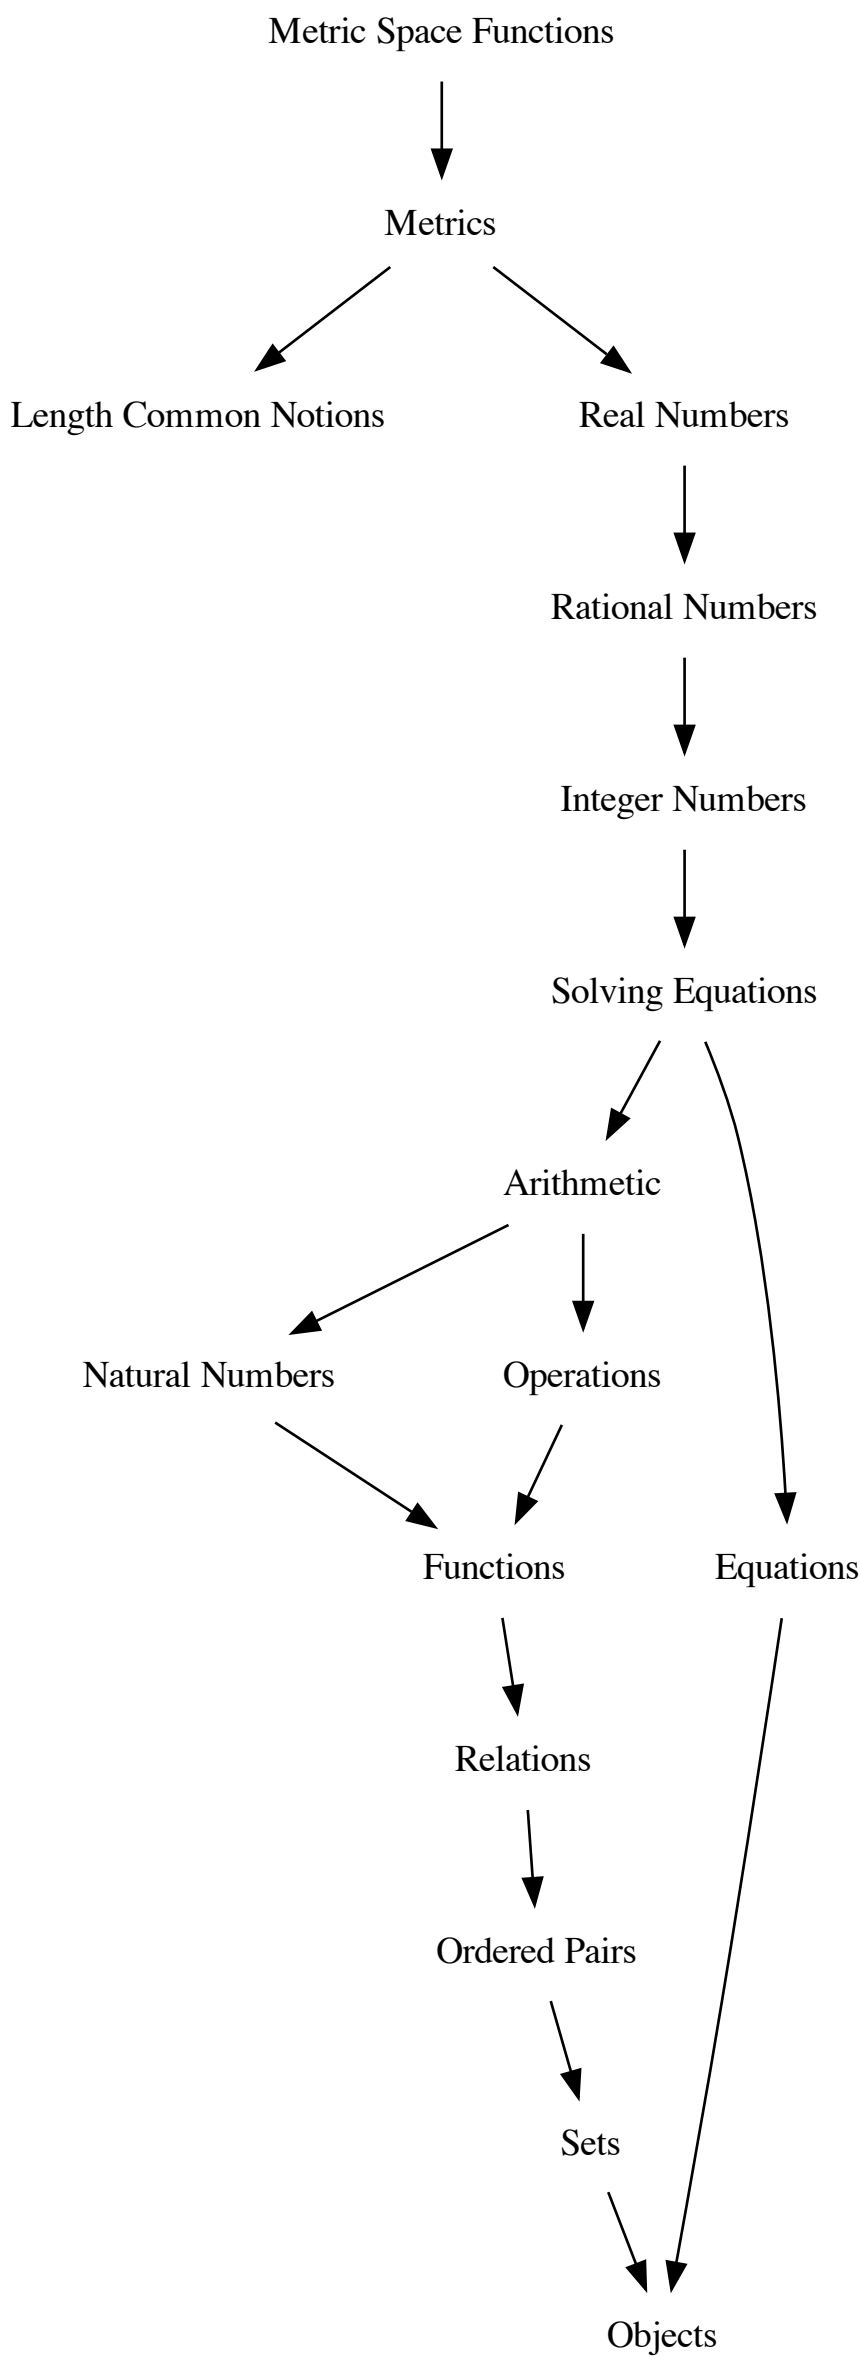 Metric Space Functions
Metrics
Length Common Notions
Real Numbers
Rational Numbers
Integer Numbers
Solving Equations
Arithmetic
Natural Numbers
Operations
Functions
Equations
Relations
Ordered Pairs
Sets
Objects